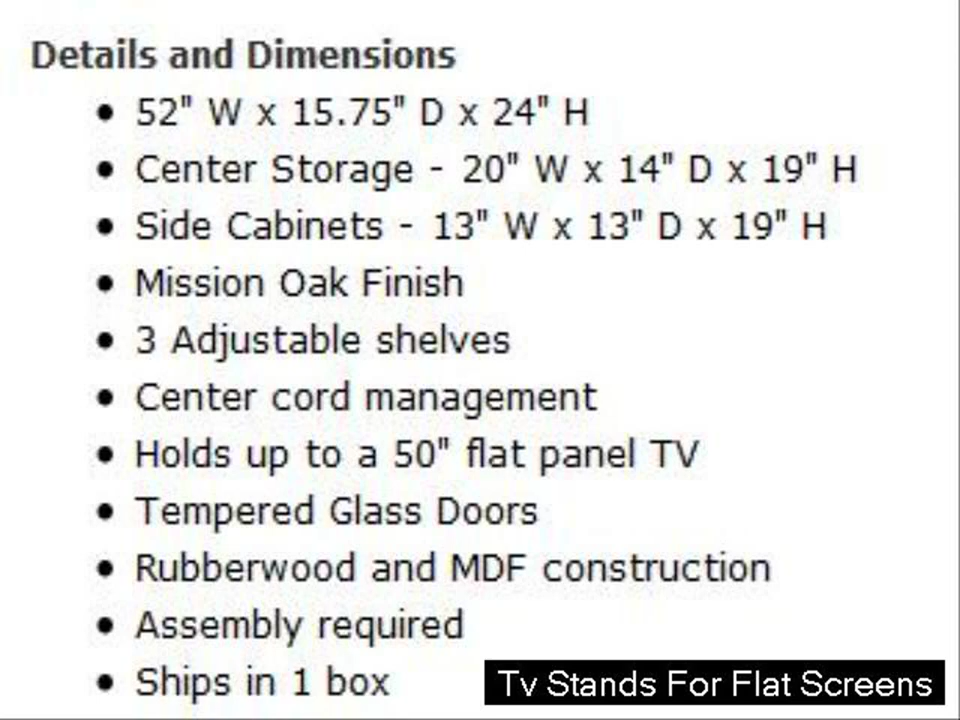 Details and Dimensions
• 52" W x 15.75" D x 24" H
• Center Storage - 20" W x 14" D x 19" H
• Side Cabinets - 13" W x 13" D x 19" H
• Mission Oak Finish
• 3 Adjustable shelves
• Center cord management
• Holds up to a 50" flat panel TV
• Tempered Glass Doors
• Rubberwood and MDF construction
• Assembly required
• Ships in 1 box
Tv Stands For Flat Screens